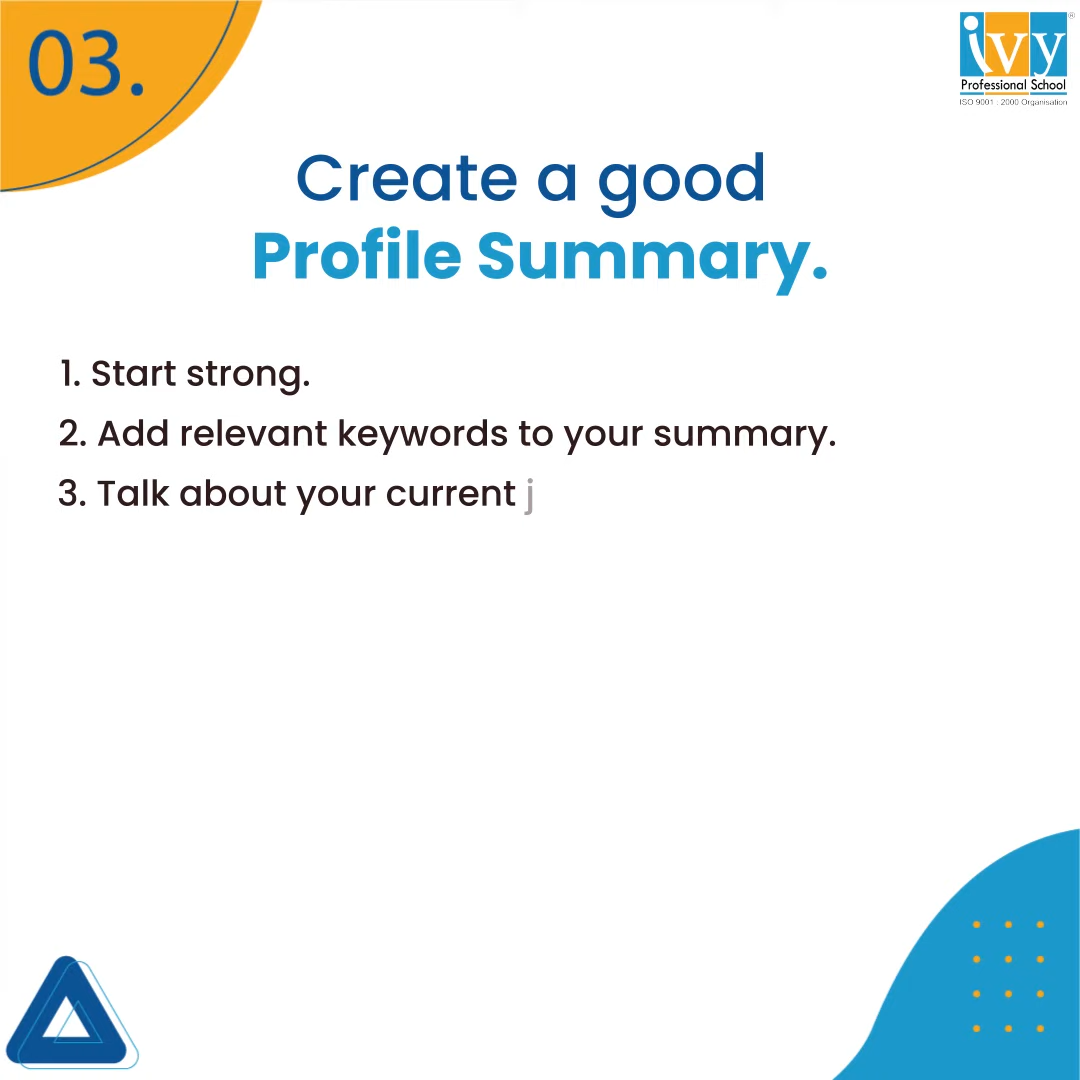 03.
ivy
Professional School
ISO 9001 : 2000 Organisation
Create a good
Profile Summary.
1. Start strong.
2. Add relevant keywords to your summary.
3. Talk about your current j